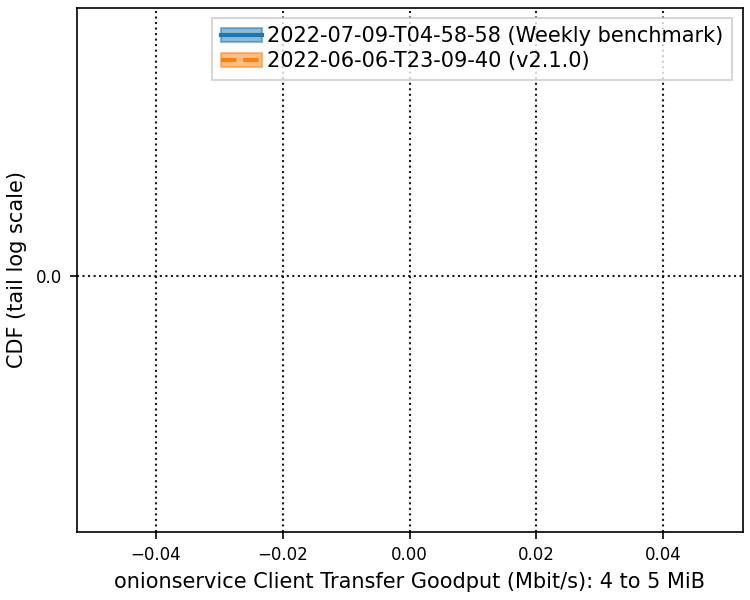 2022-07-09-T04-58-58 (Weekly benchmark)
2022-06-06-T23-09-40 (v2.1.0)
CDF (tail log scale)
0.0
−0.04
−0.02
0.00
0.02
0.04
onionservice Client Transfer Goodput (Mbit/s): 4 to 5 MiB